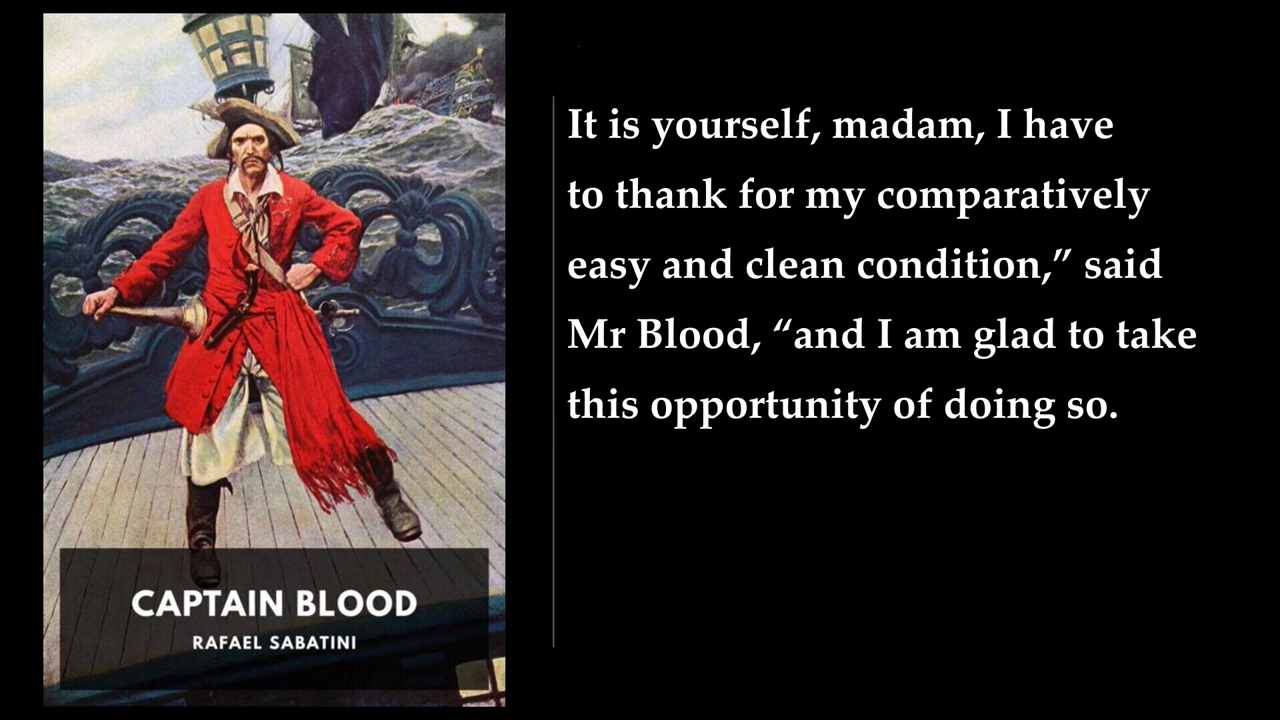 It is yourself, madam, I have
to thank for my comparatively
easy and clean condition,” said
Mr Blood, “and I am glad to take
this opportunity of doing so.
CAPTAIN BLOOD
RAFAEL SABATINI